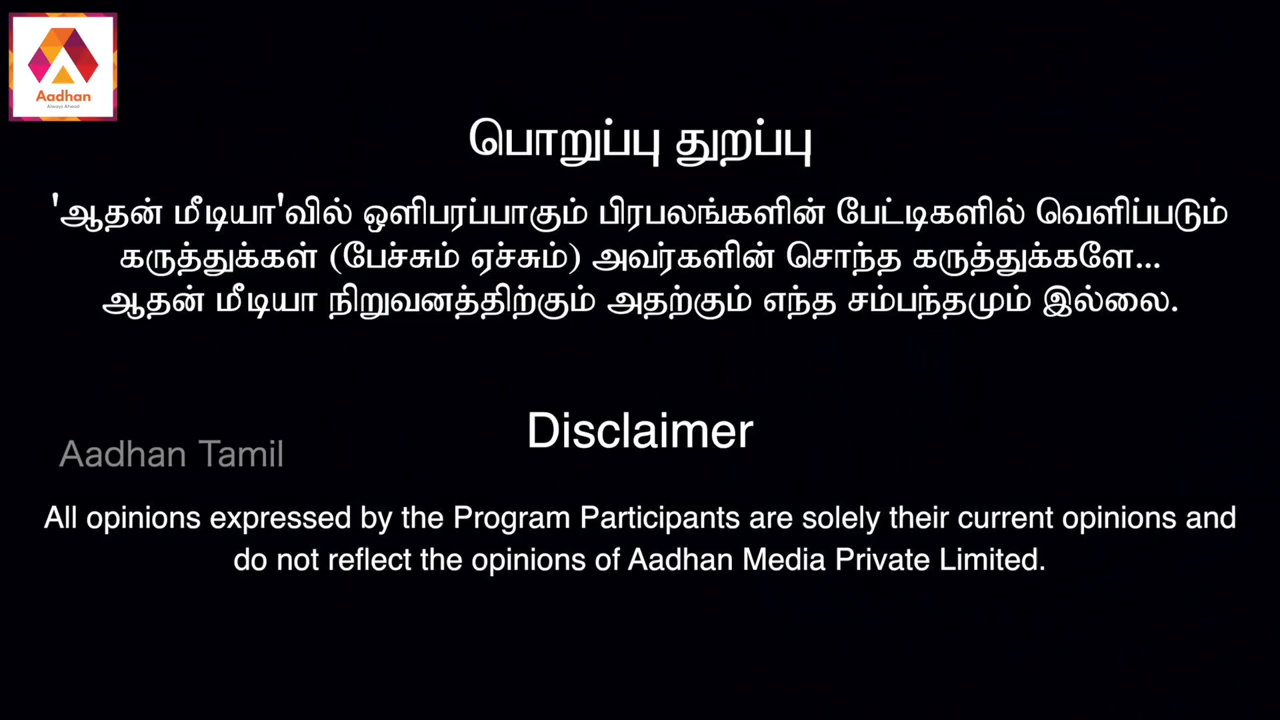 Aadhan
Always Ahead
பொறுப்பு துறப்பு
'ஆதன் மீடியா'வில் ஒளிபரப்பாகும் பிரபலங்களின் பேட்டிகளில் வெளிப்படும்
கருத்துக்கள் (பேச்சும் ஏச்சும்) அவர்களின் சொந்த கருத்துக்களே...
ஆதன் மீடியா நிறுவனத்திற்கும் அதற்கும் எந்த சம்பந்தமும் இல்லை.
Disclaimer
Aadhan Tamil
All opinions expressed by the Program Participants are solely their current opinions and
do not reflect the opinions of Aadhan Media Private Limited.